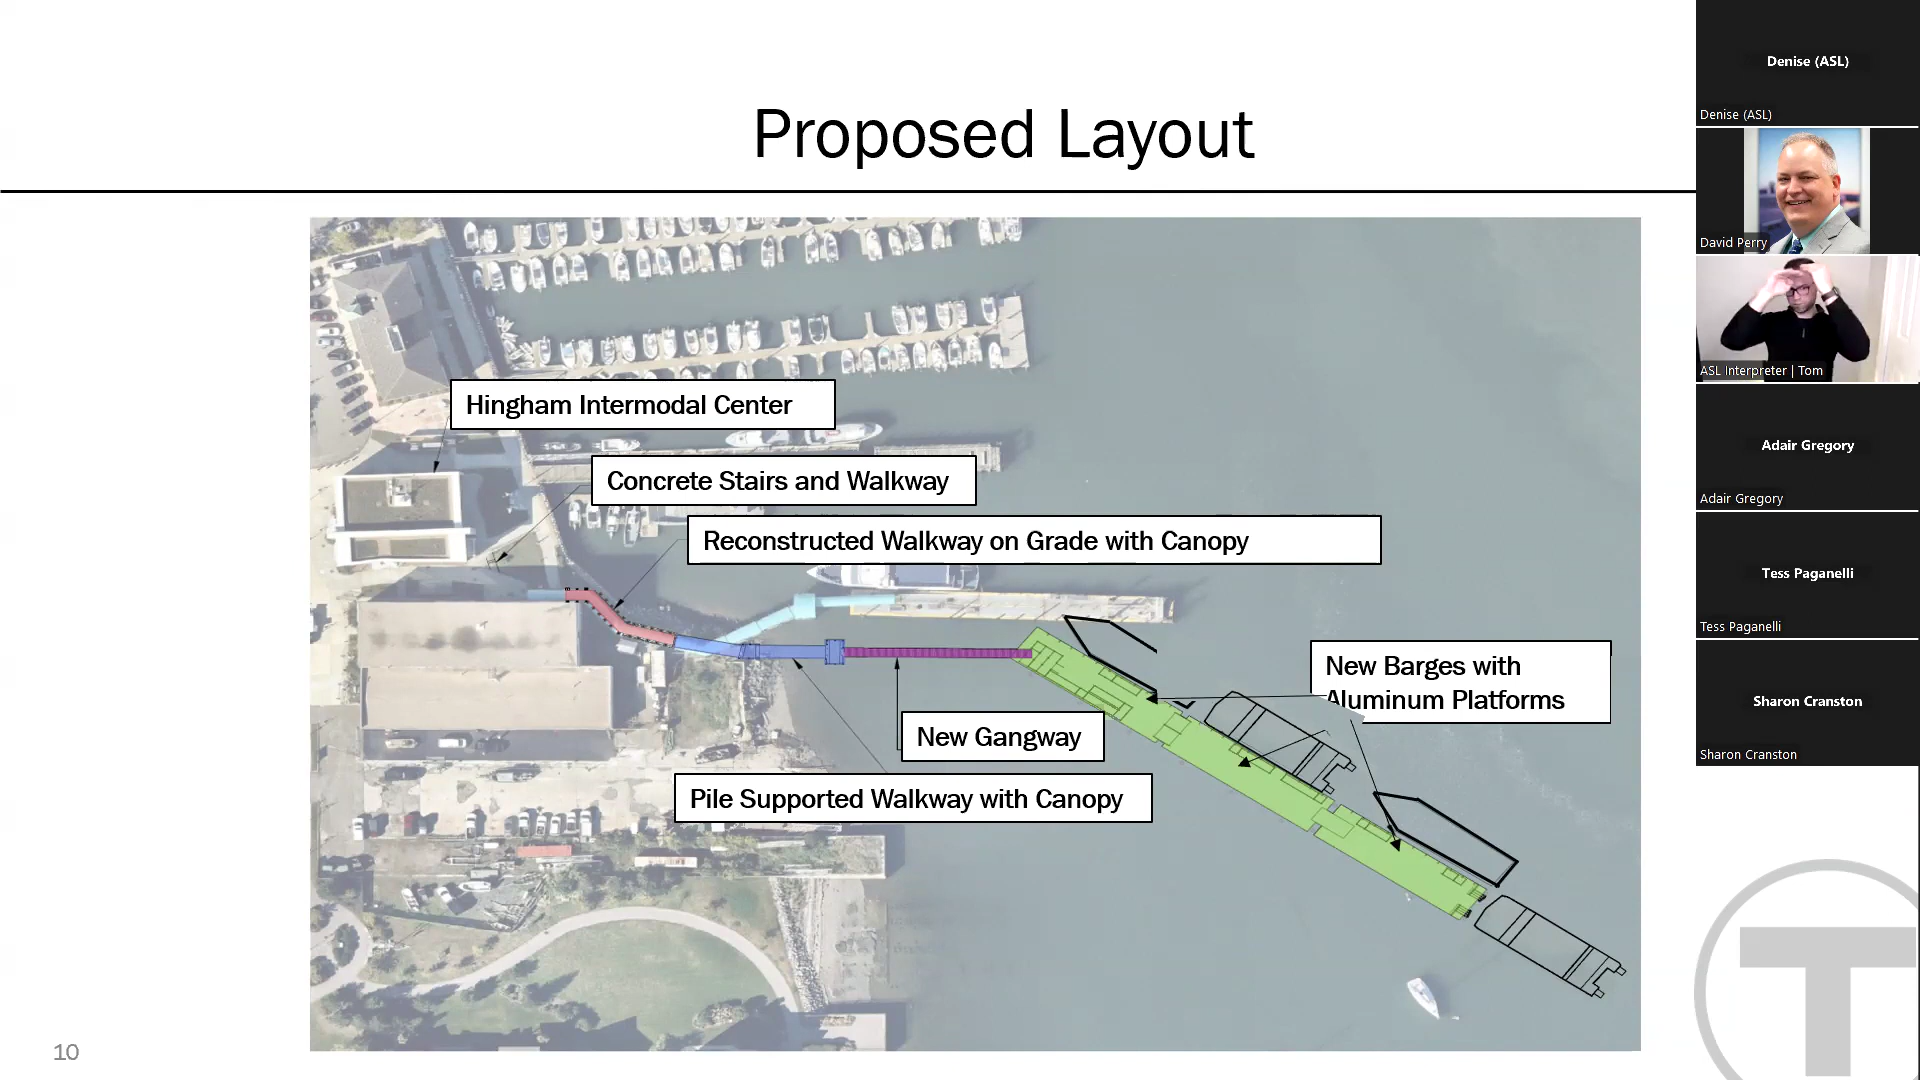 Proposed Layout
Hingham Intermodal Center
Concrete Stairs and Walkway
Reconstructed Walkway on Grade with Canopy
New Barges with
Aluminum Platforms
New Gangway
Pile Supported Walkway with Canopy
10
T
Denise (ASL)
Denise (ASL)
David Perry
ASL Interpreter | Tom
Adair Gregory
Adair Gregory
Tess Paganelli
Tess Paganelli
Sharon Cranston
Sharon Cranston